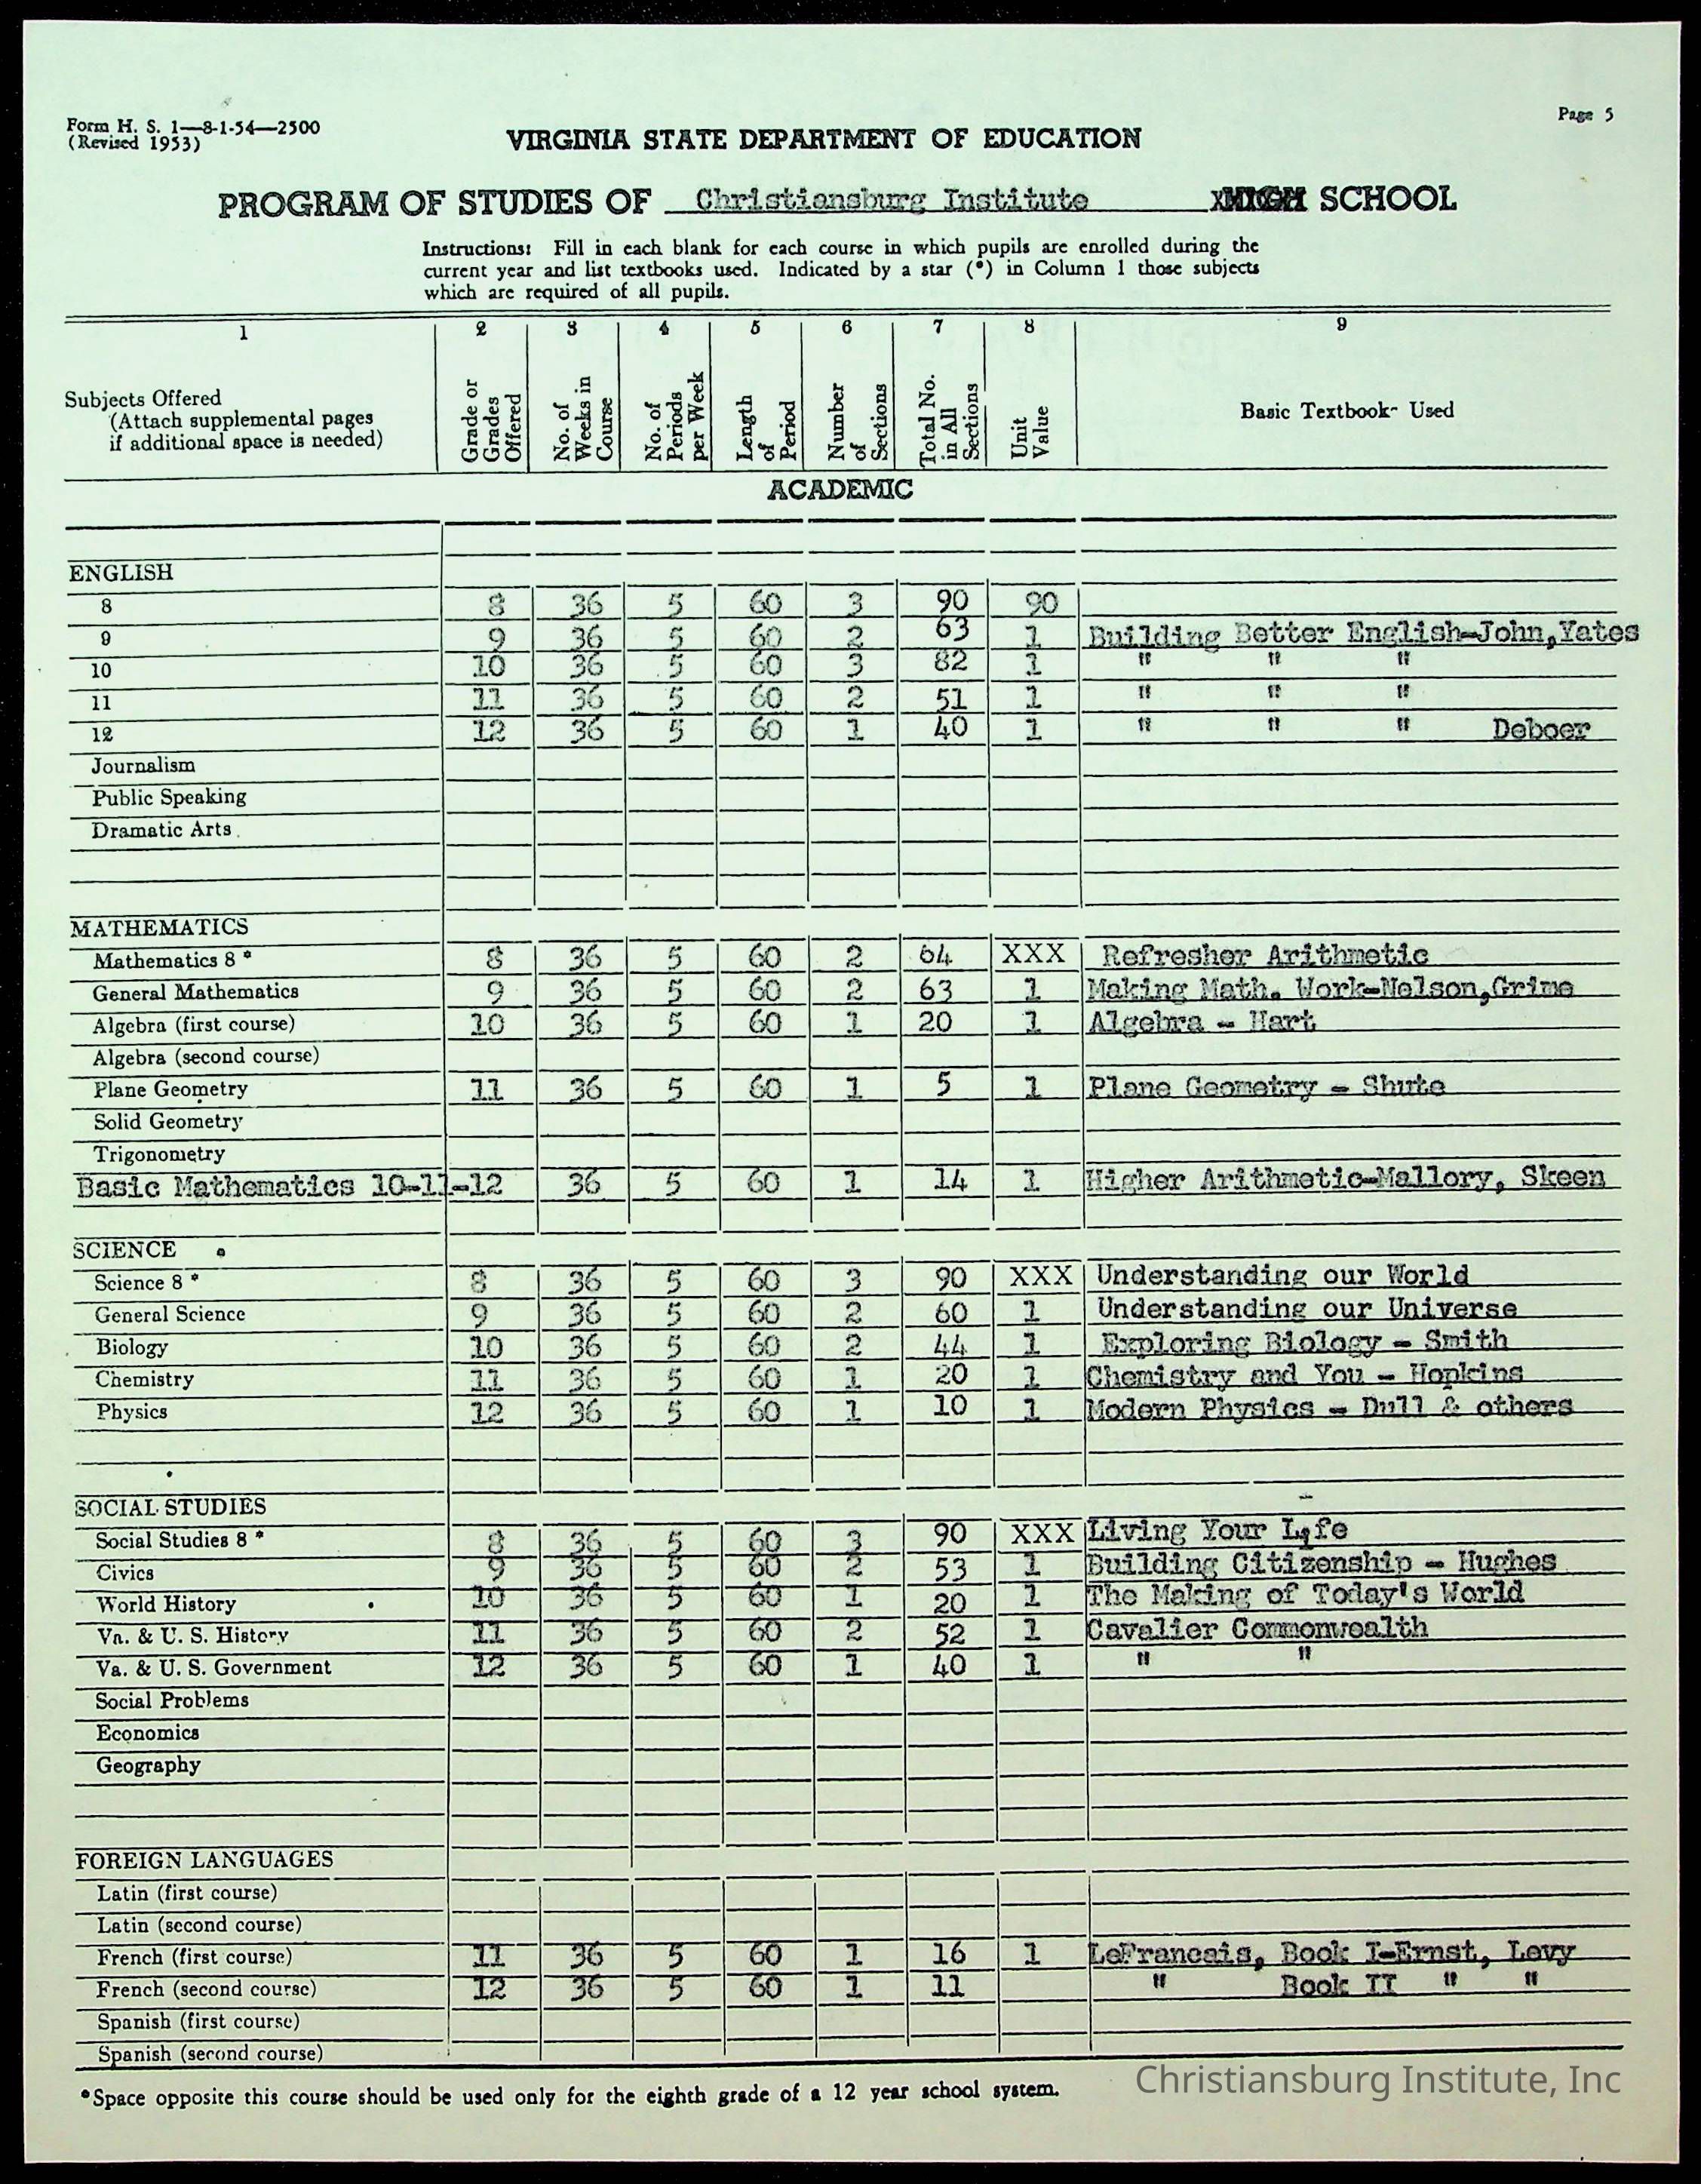 Page 5
Form H. S. 1—8-1-54—2500
(Revised 1953)
VIRGINIA STATE DEPARTMENT OF EDUCATION
PROGRAM OF STUDIES OF Christiansburg Institute HIGH SCHOOL
Instructions: Fill in each blank for each course in which pupils are enrolled during the
current year and list textbooks used. Indicated by a star (*) in Column 1 those subjects
which are required of all pupils.
1 2 3 4 5 6 7 8 9
Subjects Offered
(Attach supplemental pages
if additional space is needed)
Grade or Grades Offered
No. of Weeks in Course
No. of Periods per Week
Length of Period
Number of Sections
Total No. in All Sections
Unit Value
Basic Textbook- Used
ACADEMIC
ENGLISH
8 8 36 5 60 3 90 90
9 9 36 5 60 2 63 1 Building Better English-John,Yates
10 10 36 5 60 3 82 1 " " "
11 11 36 5 60 2 51 1 " " "
12 12 36 5 60 1 40 1 " " " Deboer
Journalism
Public Speaking
Dramatic Arts
MATHEMATICS
Mathematics 8 * 8 36 5 60 2 64 XXX Refresher Arithmetic
General Mathematics 9 36 5 60 2 63 1 Making Math. Work-Nelson,Grime
Algebra (first course) 10 36 5 60 1 20 1 Algebra - Hart
Algebra (second course)
Plane Geometry 11 36 5 60 1 5 1 Plane Geometry - Shute
Solid Geometry
Trigonometry
Basic Mathematics 10-11-12 36 5 60 1 14 1 Higher Arithmetic-Mallory, Skeen
SCIENCE
Science 8 * 8 36 5 60 3 90 XXX Understanding our World
General Science 9 36 5 60 2 60 1 Understanding our Universe
Biology 10 36 5 60 2 44 1 Exploring Biology - Smith
Chemistry 11 36 5 60 1 20 1 Chemistry and You - Hopkins
Physics 12 36 5 60 1 10 1 Modern Physics - Dull & others
SOCIAL STUDIES
Social Studies 8 * 8 36 5 60 3 90 XXX Living Your Life
Civics 9 36 5 60 2 53 1 Building Citizenship - Hughes
World History 10 36 5 60 1 20 1 The Making of Today's World
Va. & U. S. History 11 36 5 60 2 52 1 Cavalier Commonwealth
Va. & U. S. Government 12 36 5 60 1 40 1 " "
Social Problems
Economics
Geography
FOREIGN LANGUAGES
Latin (first course)
Latin (second course)
French (first course) 11 36 5 60 1 16 1 LeFrancais, Book I-Ernst, Levy
French (second course) 12 36 5 60 1 11 " Book II " "
Spanish (first course)
Spanish (second course)
*Space opposite this course should be used only for the eighth grade of a 12 year school system.
Christiansburg Institute, Inc